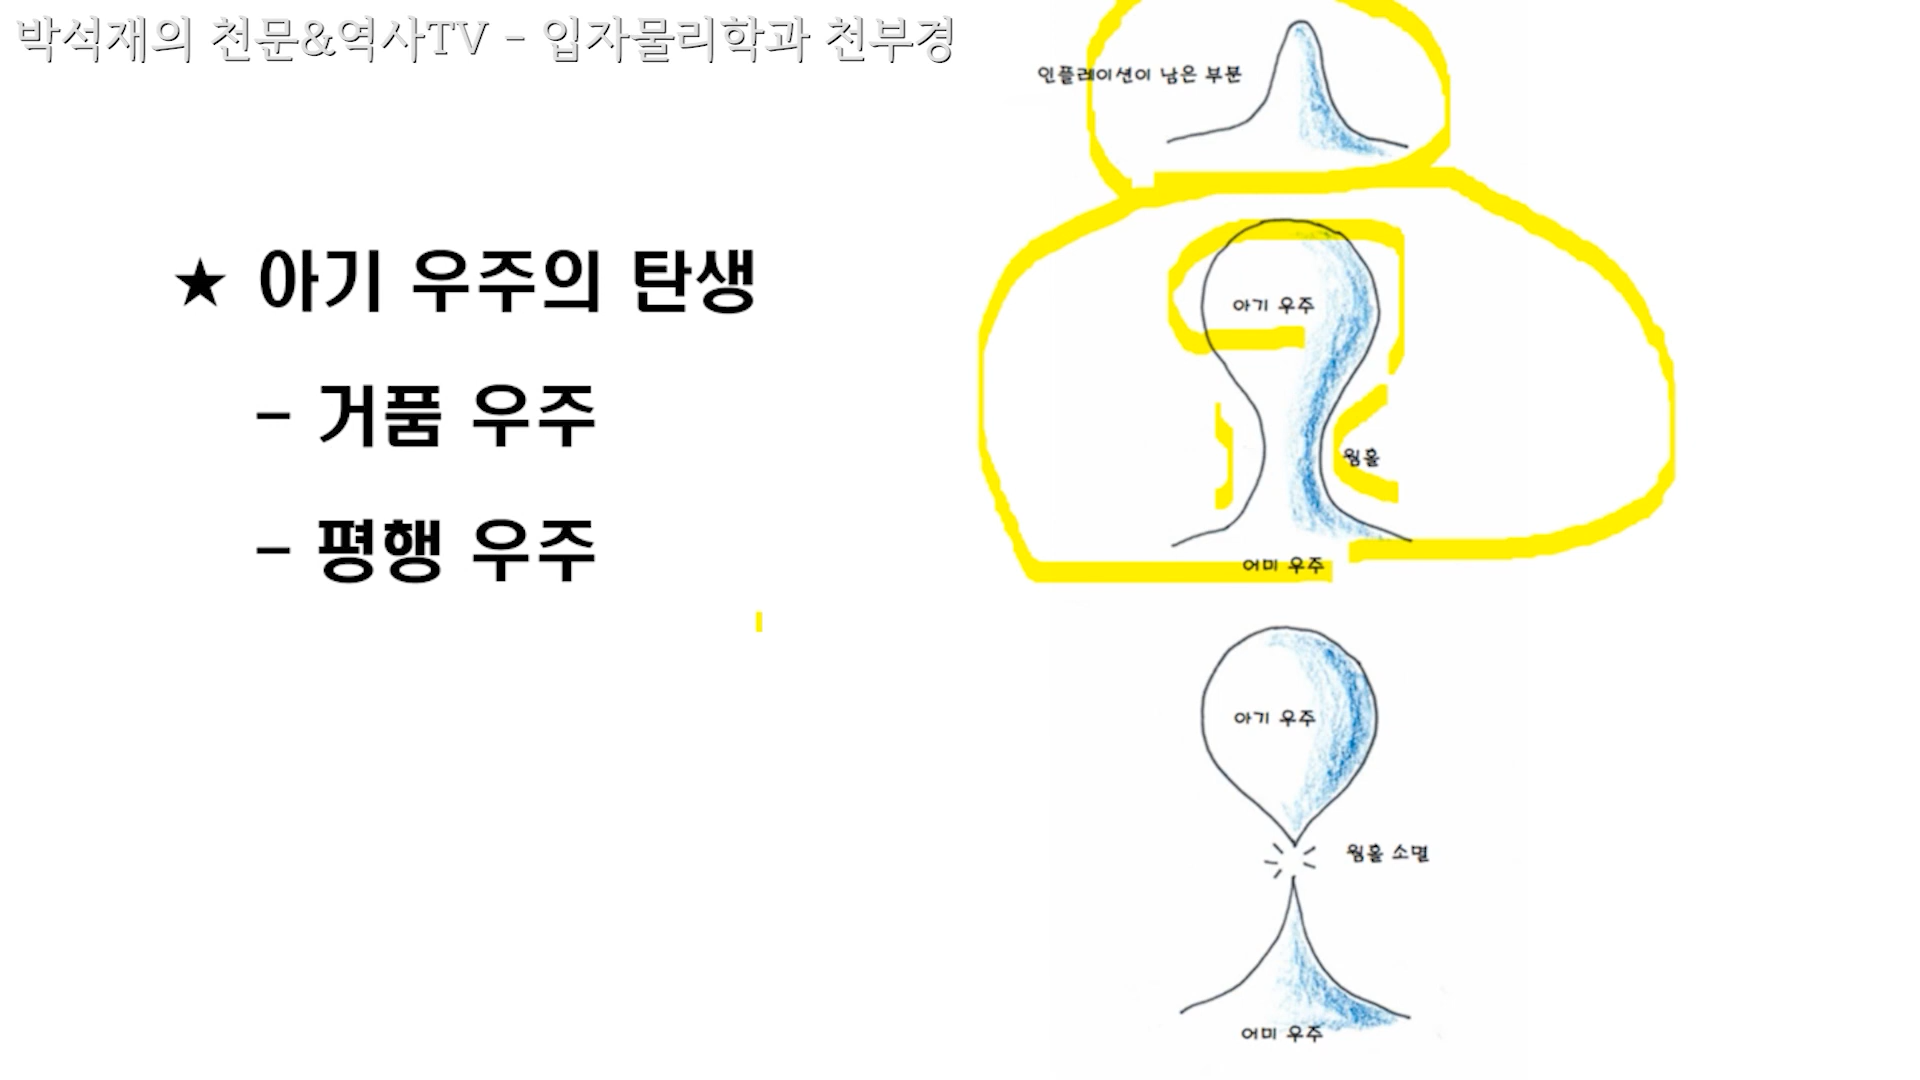 박석재의 천문&역사TV - 입자물리학과 천부경
★ 아기 우주의 탄생
- 거품 우주
- 평행 우주
인플레이션이 남은 부분
아기 우주
웜홀
어미 우주
아기 우주
웜홀 소멸
어미 우주